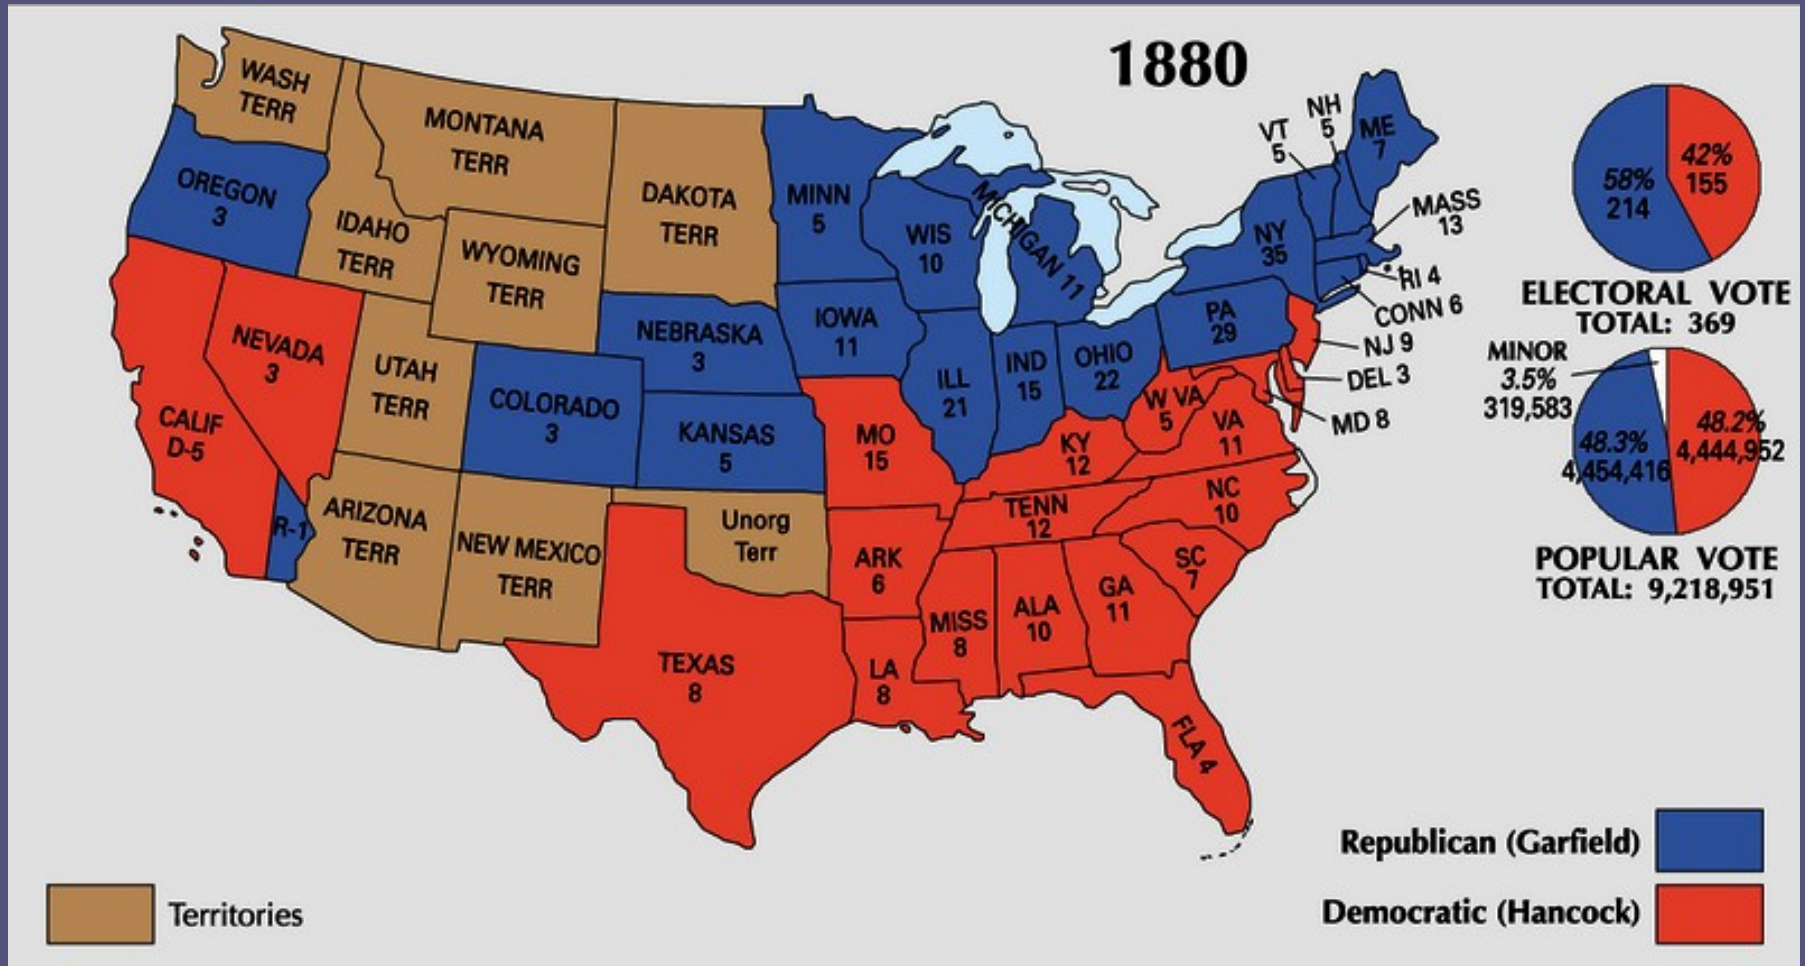 1880
WASH
TERR
MONTANA
TERR
OREGON
3
IDAHO
TERR
WYOMING
TERR
DAKOTA
TERR
MINN
5
WIS
10
MICHIGAN 11
VT
5
NH
5
ME
7
MASS
13
NY
35
RI 4
CONN 6
NJ 9
DEL 3
MD 8
PA
29
NEVADA
3
CALIF
D-5
R-1
UTAH
TERR
COLORADO
3
NEBRASKA
3
KANSAS
5
IOWA
11
ILL
21
IND
15
OHIO
22
W VA
5
VA
11
MO
15
KY
12
ARIZONA
TERR
NEW MEXICO
TERR
Unorg
Terr
ARK
6
TENN
12
NC
10
SC
7
TEXAS
8
LA
8
MISS
8
ALA
10
GA
11
FLA 4
58%
214
42%
155
ELECTORAL VOTE
TOTAL: 369
MINOR
3.5%
319,583
48.3%
4,454,416
48.2%
4,444,952
POPULAR VOTE
TOTAL: 9,218,951
Republican (Garfield)
Democratic (Hancock)
Territories